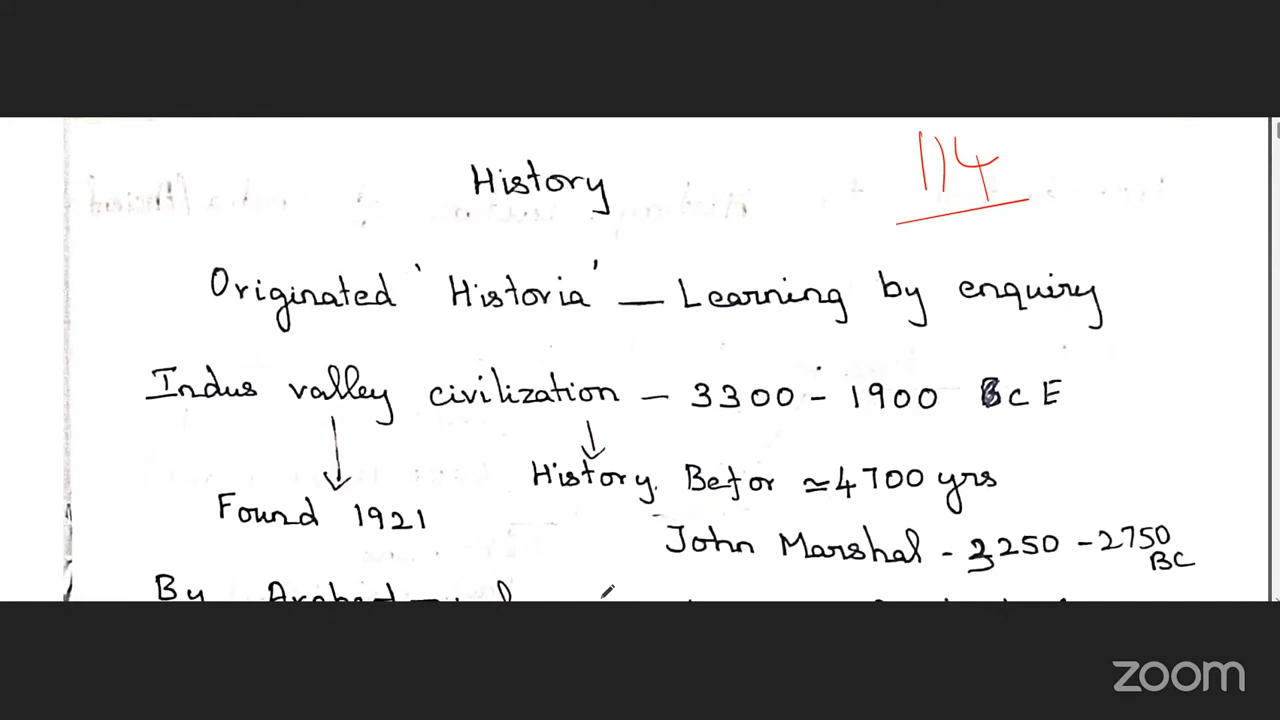 History
114
Originated 'Historia' — Learning by enquiry
Indus valley civilization – 3300 - 1900 BCE
History. Befor ≃4700 yrs
Found 1921
John Marshal - 3250 - 2750 BC
By
zoom